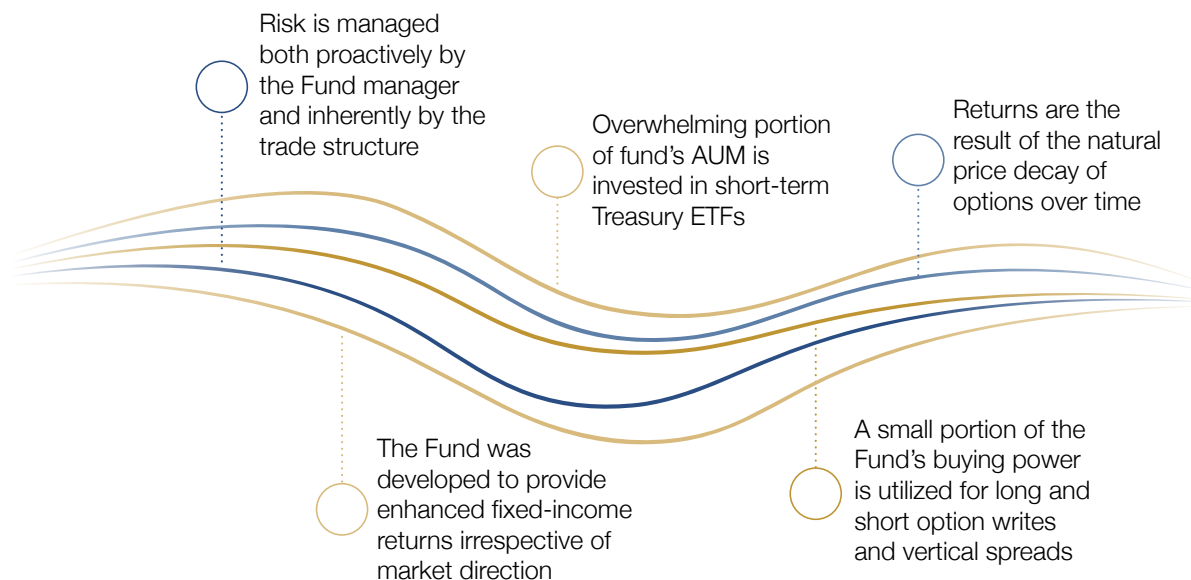 Risk is managed
both proactively by
the Fund manager
and inherently by the
trade structure
Overwhelming portion
of fund’s AUM is
invested in short-term
Treasury ETFs
Returns are the
result of the natural
price decay of
options over time
The Fund was
developed to provide
enhanced fixed-income
returns irrespective of
market direction
A small portion of the
Fund’s buying power
is utilized for long and
short option writes
and vertical spreads